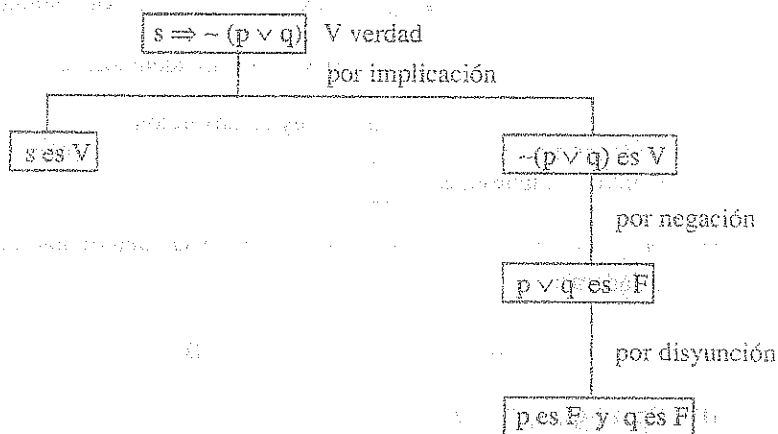 s ⇒ ~ (p ∨ q) V verdad
por implicación
s es V
~(p ∨ q) es V
por negación
p ∨ q es F
por disyunción
p es F y q es F